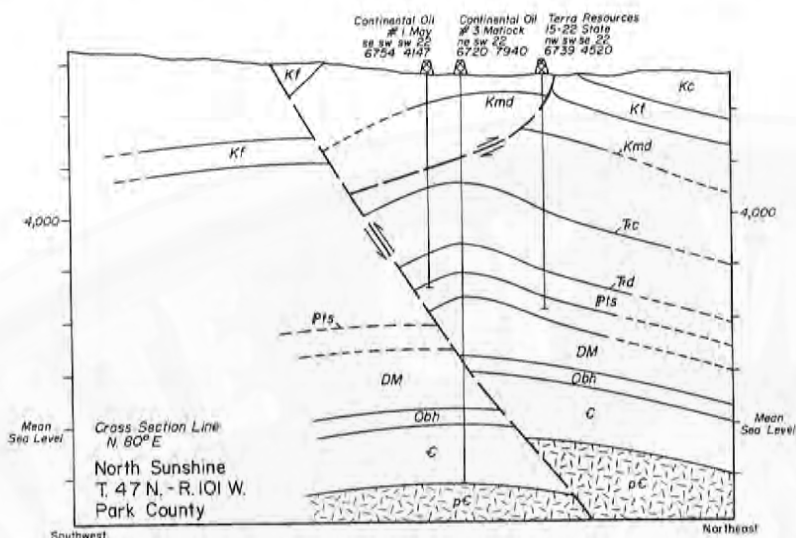 Continental Oil
# 1 May
se sw sw 22
6754 4147
Continental Oil
# 3 Matlock
ne sw 22
6720 7940
Terra Resources
15-22 State
nw sw se 22
6739 4520
Kf
Kmd
Kc
Kf
Kf
Kmd
4,000
4,000
Ћc
Ћd
Pts
Pts
DM
DM
Obh
Obh
Mean
Sea Level
Mean
Sea Level
Cross Section Line
N. 80° E
Є
Є
North Sunshine
T. 47 N. - R. 101 W.
Park County
pЄ
pЄ
Southwest
Northeast